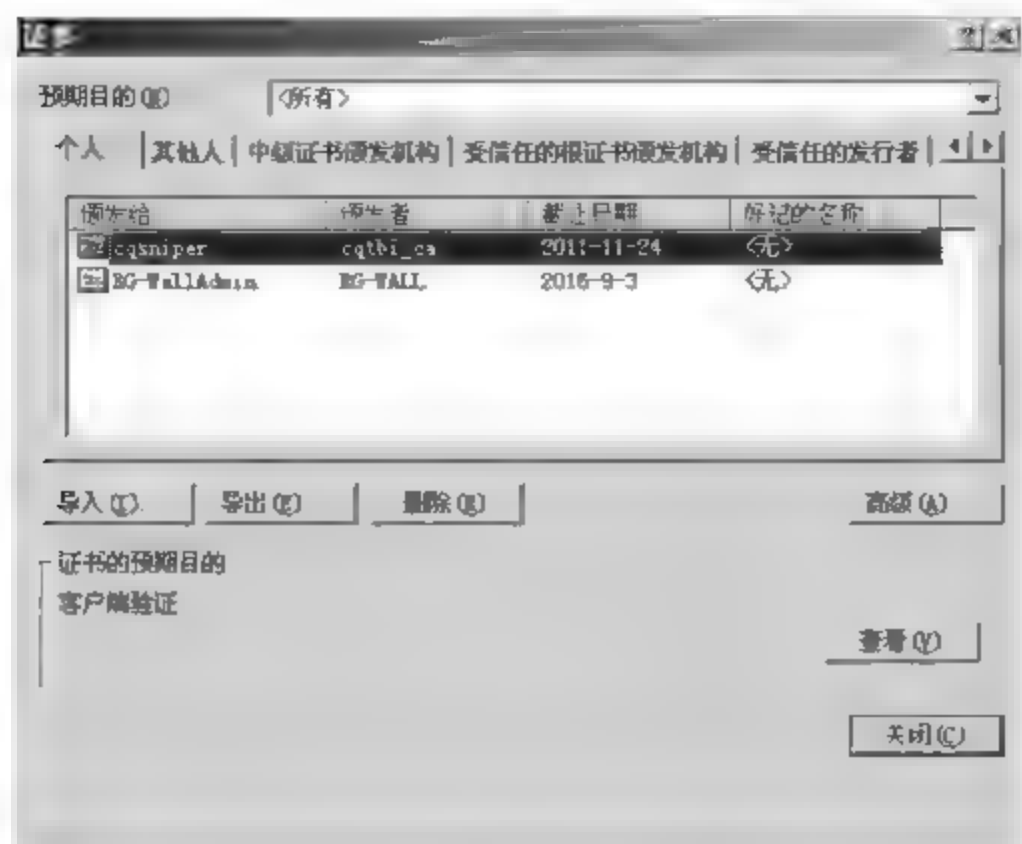 证书
预期目的(N) <所有>
个人 其他人 中级证书颁发机构 受信任的根证书颁发机构 受信任的发行者
颁发给 颁发者 截止日期 好记的名称
cqsniper cqtbi_ca 2011-11-24 <无>
BG-WallAdmin BG-WALL 2016-9-3 <无>
导入(I) 导出(E) 删除(R) 高级(A)
证书的预期目的
客户端验证
查看(V)
关闭(C)